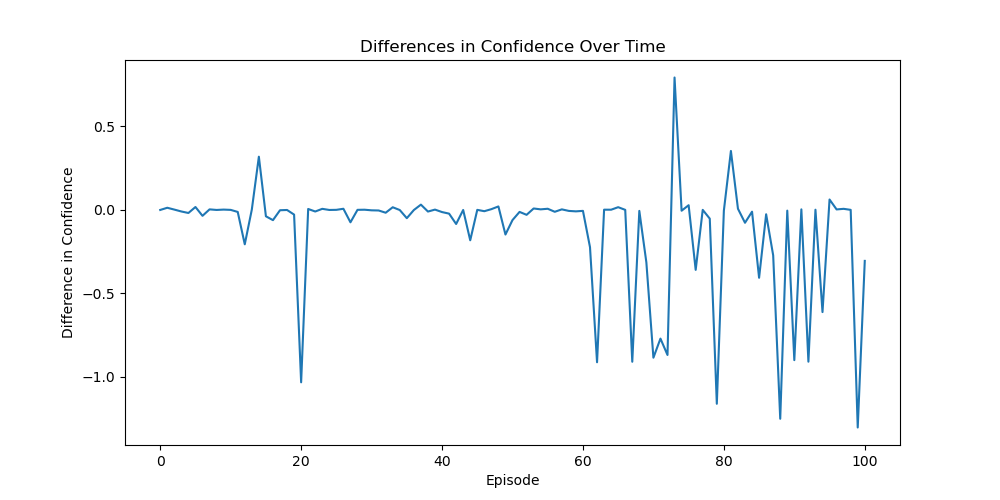 Differences in Confidence Over Time
Difference in Confidence
0.5
0.0
−0.5
−1.0
0 20 40 60 80 100
Episode